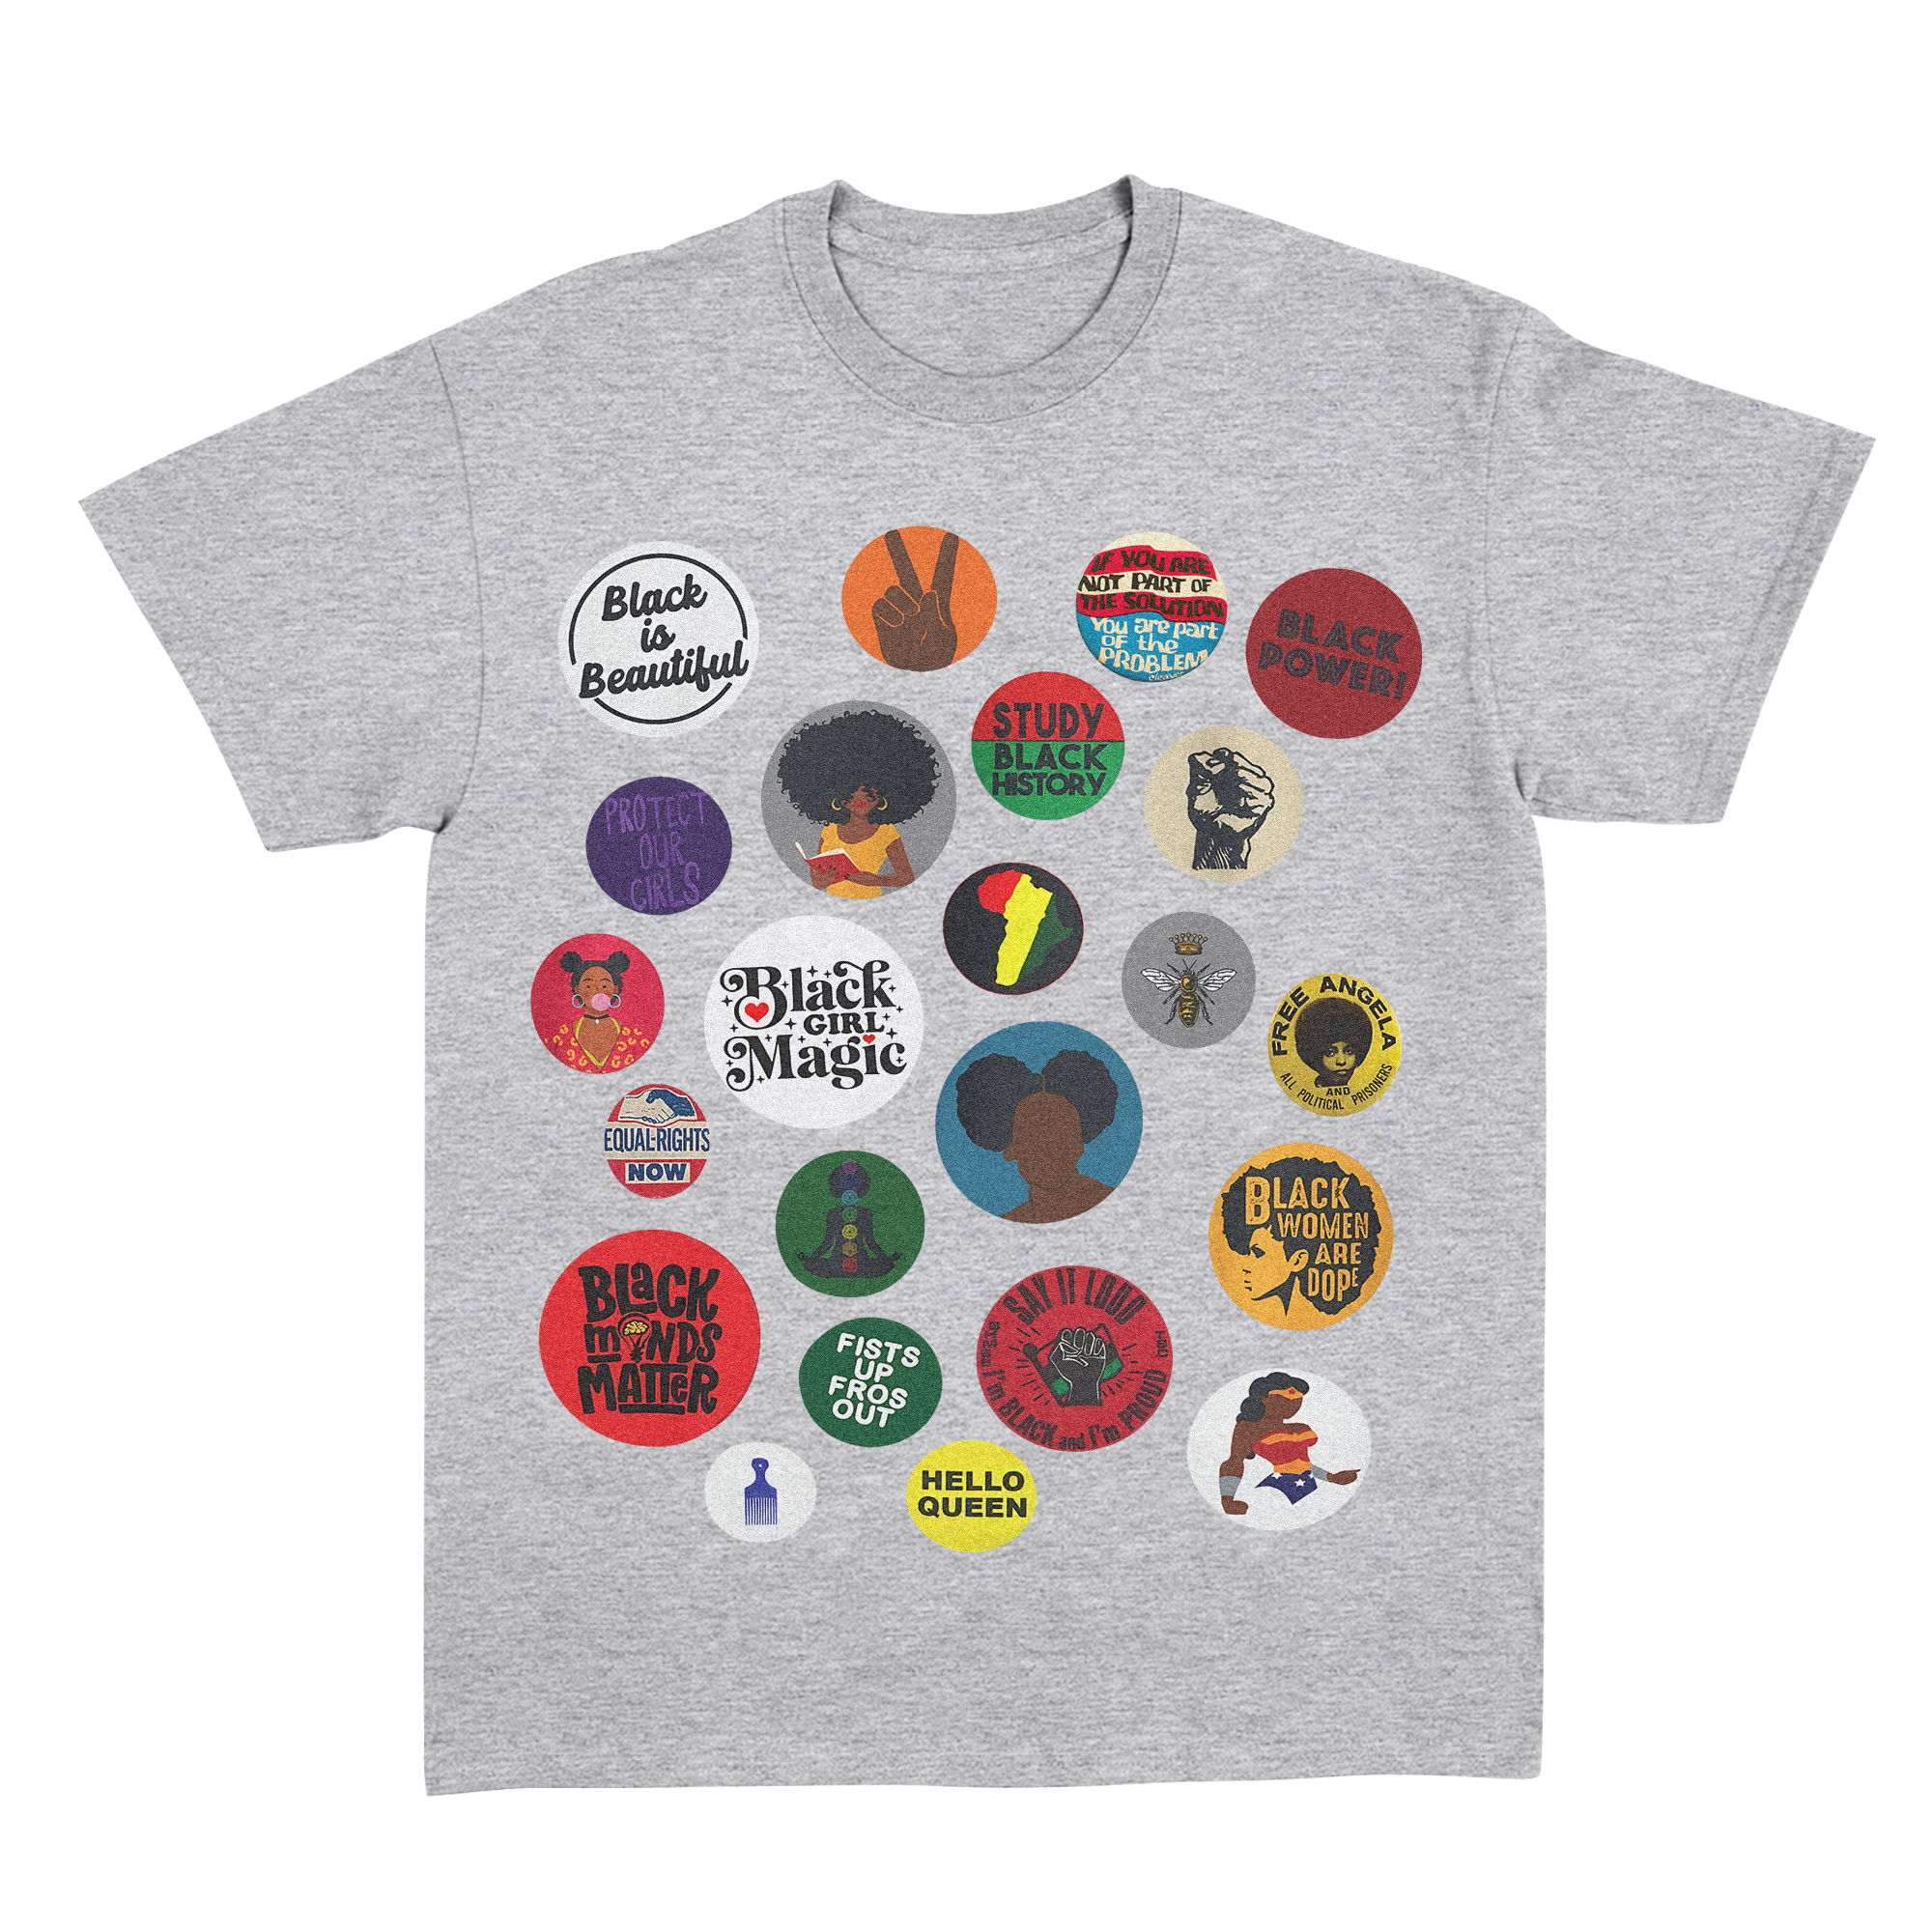 Black
is
Beautiful
IF YOU ARE
NOT PART OF
THE SOLUTION
YOU are part
OF the
PROBLEM
BLACK
POWER!
STUDY
BLACK
HISTORY
PROTECT
OUR
GIRLS
Black
GIRL
Magic
FREE ANGELA
AND
ALL POLITICAL PRISONERS
EQUAL-RIGHTS
NOW
BLACK
WOMEN
ARE
DOPE
BLaCK
MINDS
MATTeR
FISTS
UP
FROS
OUT
SAY IT LOUD
I'm BLACK and I'm PROUD
HELLO
QUEEN